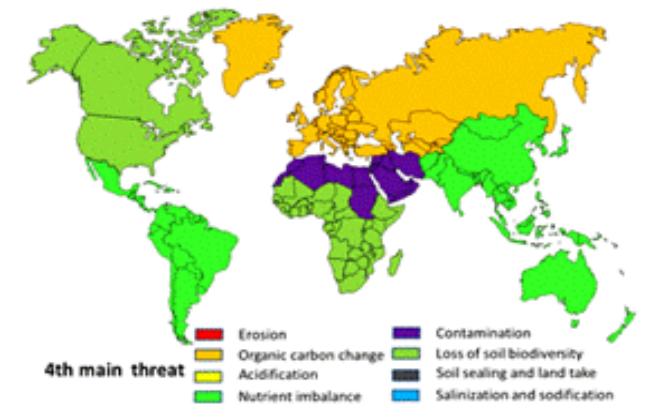 Erosion
Contamination
Organic carbon change
Loss of soil biodiversity
4th main threat
Acidification
Soil sealing and land take
Nutrient imbalance
Salinization and sodification